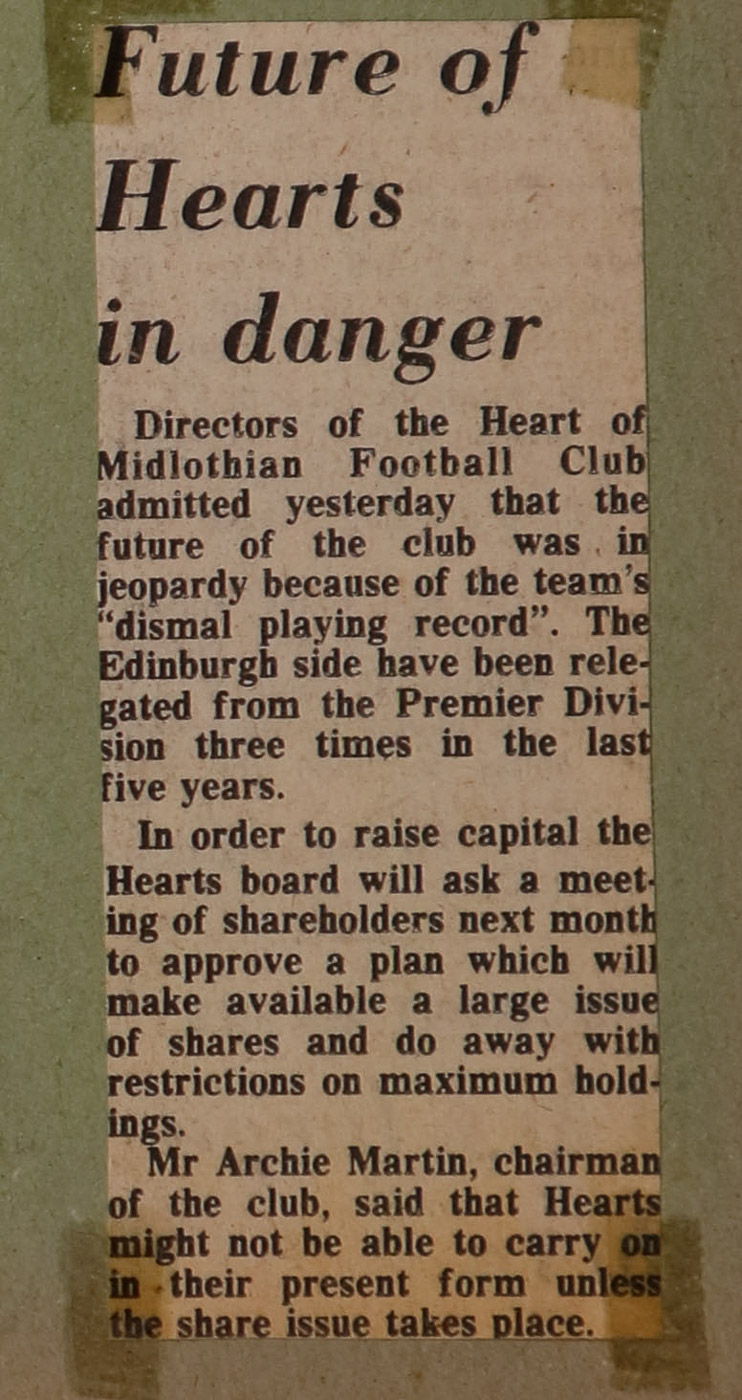 Future of
Hearts
in danger
Directors of the Heart of
Midlothian Football Club
admitted yesterday that the
future of the club was in
jeopardy because of the team's
“dismal playing record”. The
Edinburgh side have been rele-
gated from the Premier Divi-
sion three times in the last
five years.
In order to raise capital the
Hearts board will ask a meet-
ing of shareholders next month
to approve a plan which will
make available a large issue
of shares and do away with
restrictions on maximum hold-
ings.
Mr Archie Martin, chairman
of the club, said that Hearts
might not be able to carry on
in their present form unless
the share issue takes place.